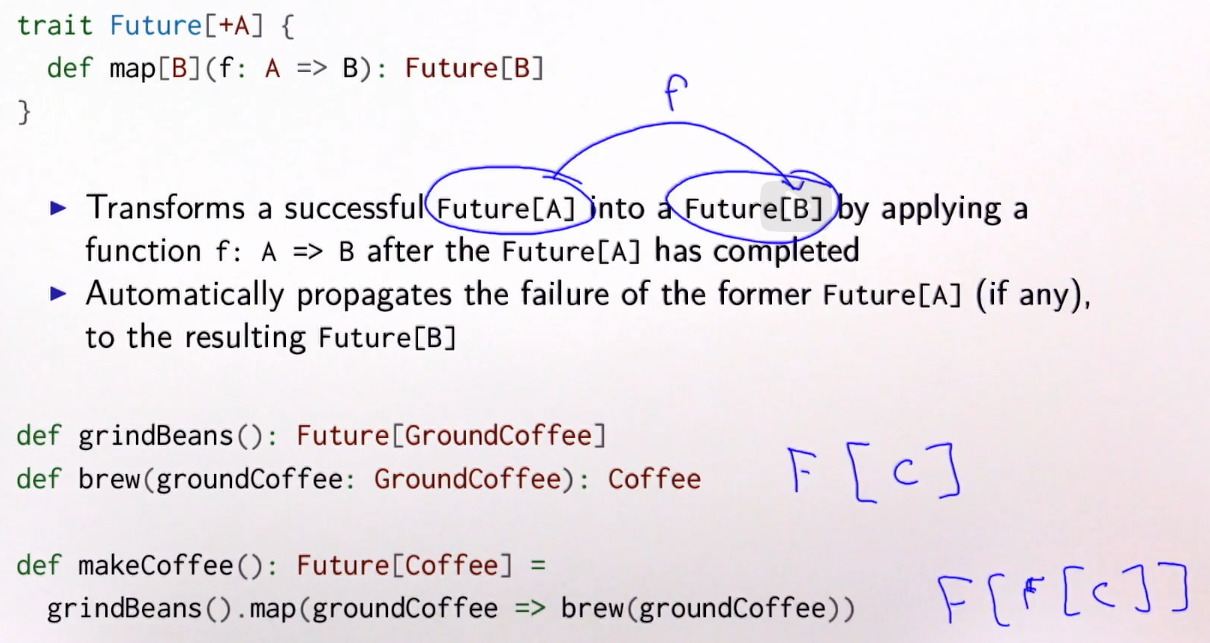 trait Future[+A] {
def map[B](f: A => B): Future[B]
}
f
▶ Transforms a successful Future[A] into a Future[B] by applying a
function f: A => B after the Future[A] has completed
▶ Automatically propagates the failure of the former Future[A] (if any),
to the resulting Future[B]
def grindBeans(): Future[GroundCoffee]
def brew(groundCoffee: GroundCoffee): Coffee
F [c]
def makeCoffee(): Future[Coffee] =
grindBeans().map(groundCoffee => brew(groundCoffee))
F[F[c]]